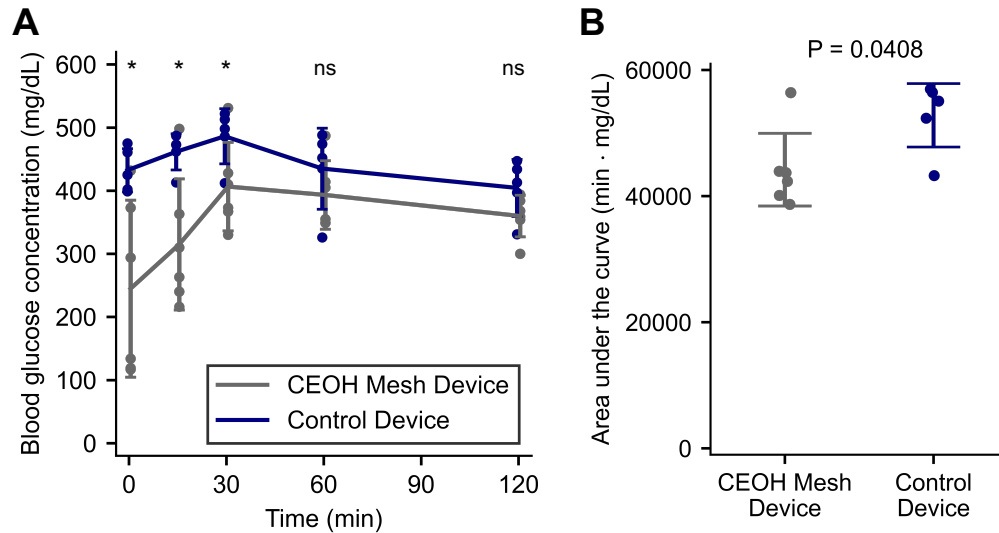 A
Blood glucose concentration (mg/dL)
600
500
400
300
200
100
0
* * * ns ns
CEOH Mesh Device
Control Device
0 30 60 90 120
Time (min)
B
P = 0.0408
Area under the curve (min · mg/dL)
60000
40000
20000
0
CEOH Mesh
Device
Control
Device